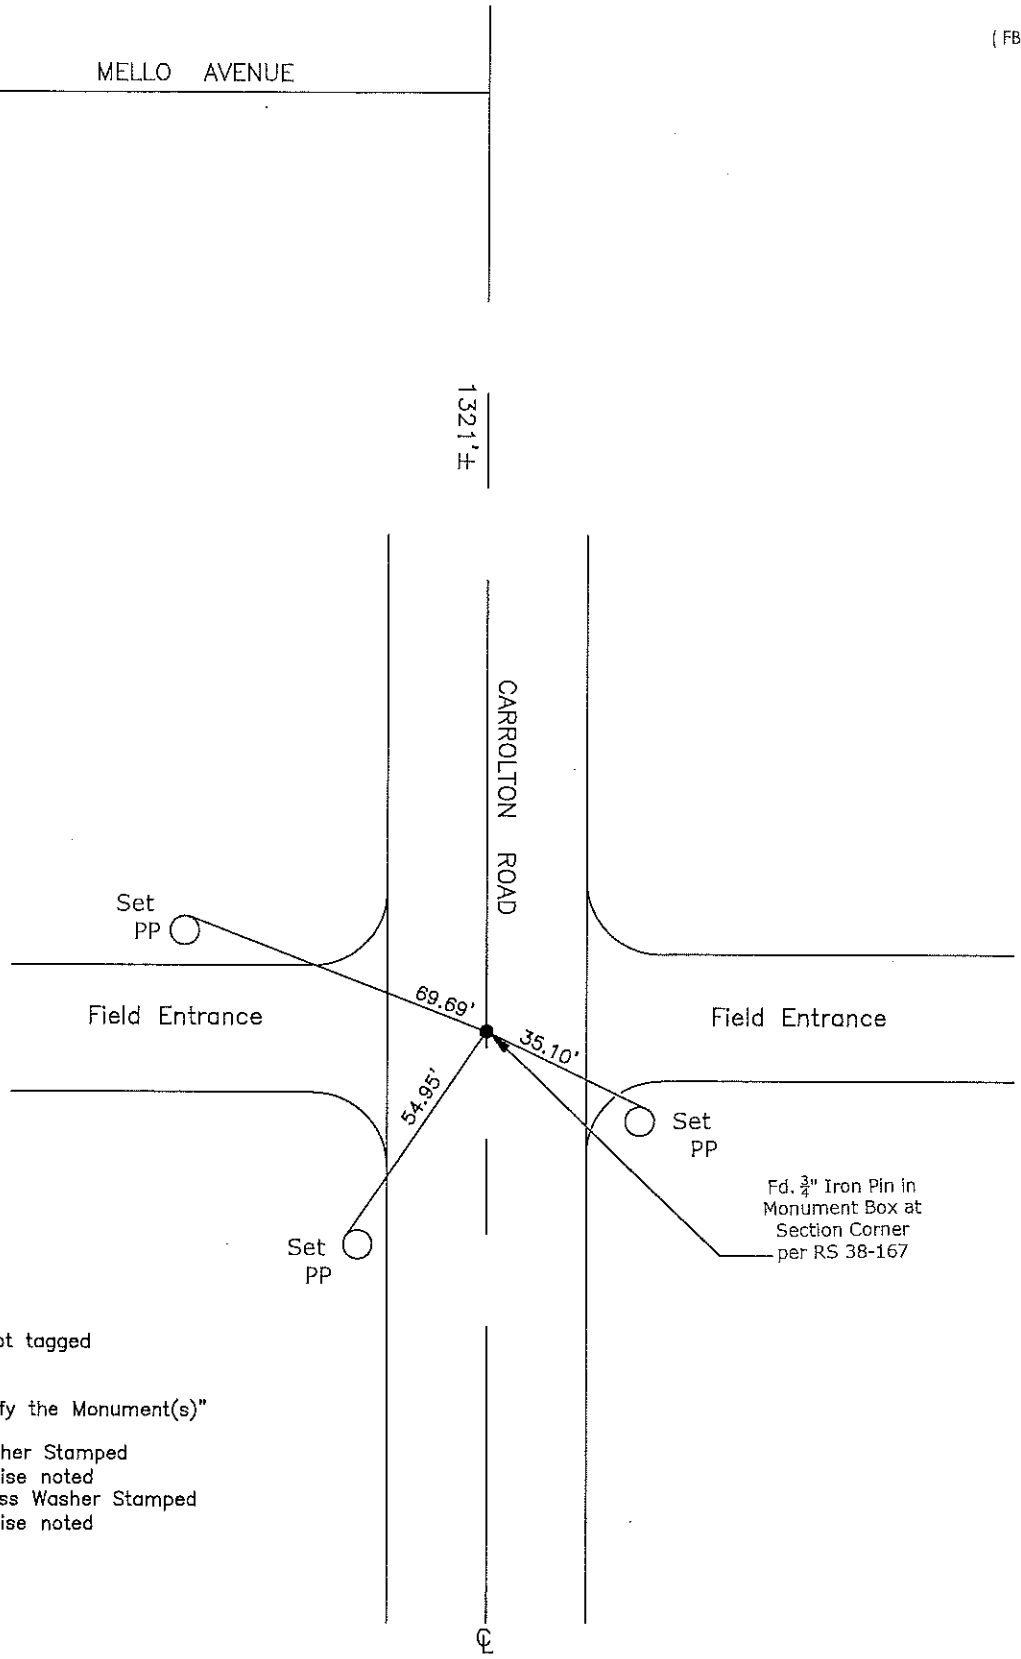 ( FB
MELLO AVENUE
1321'±
CARROLTON ROAD
Set
PP
69.69'
Field Entrance
35.10'
Field Entrance
54.95'
Set
PP
Fd. ¾" Iron Pin in
Monument Box at
Section Corner
per RS 38-167
Set
PP
ot tagged
fy the Monument(s)"
her Stamped
ise noted
ss Washer Stamped
ise noted
℄